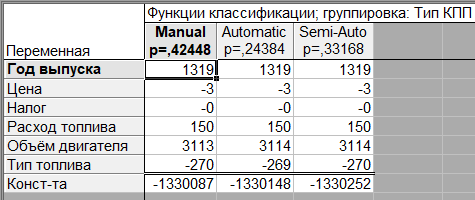 Функции классификации; группировка: Тип КПП
Переменная Manual p=,42448 Automatic p=,24384 Semi-Auto p=,33168
Год выпуска 1319 1319 1319
Цена -3 -3 -3
Налог -0 -0 -0
Расход топлива 150 150 150
Объём двигателя 3113 3114 3114
Тип топлива -270 -269 -270
Конст-та -1330087 -1330148 -1330252